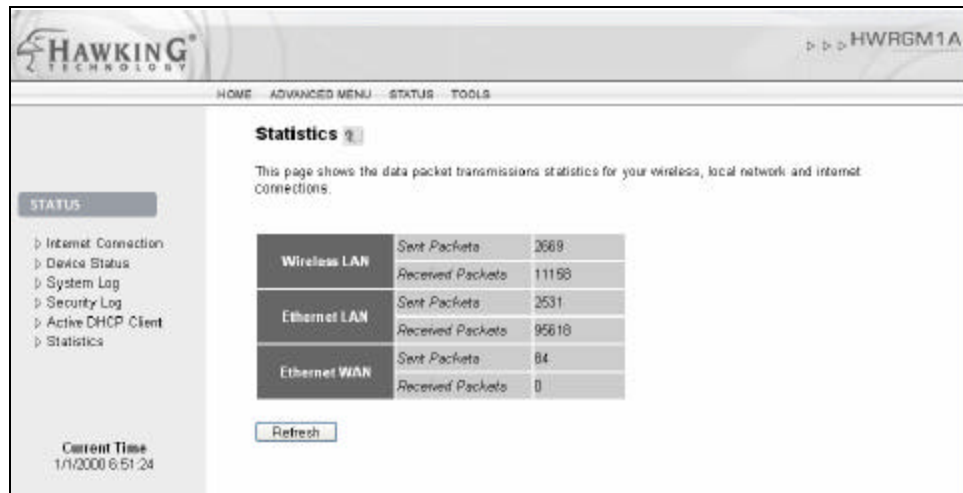 HAWKING®
TECHNOLOGY
HWRGM1A
HOME ADVANCED MENU STATUS TOOLS
Statistics
This page shows the data packet transmissions statistics for your wireless, local network and internet
connections.
STATUS
Internet Connection
Device Status
System Log
Security Log
Active DHCP Client
Statistics
Wireless LAN
Sent Packets 2669
Received Packets 11158
Ethernet LAN
Sent Packets 2531
Received Packets 95618
Ethernet WAN
Sent Packets 84
Received Packets 0
Refresh
Current Time
1/1/2000 6:51:24